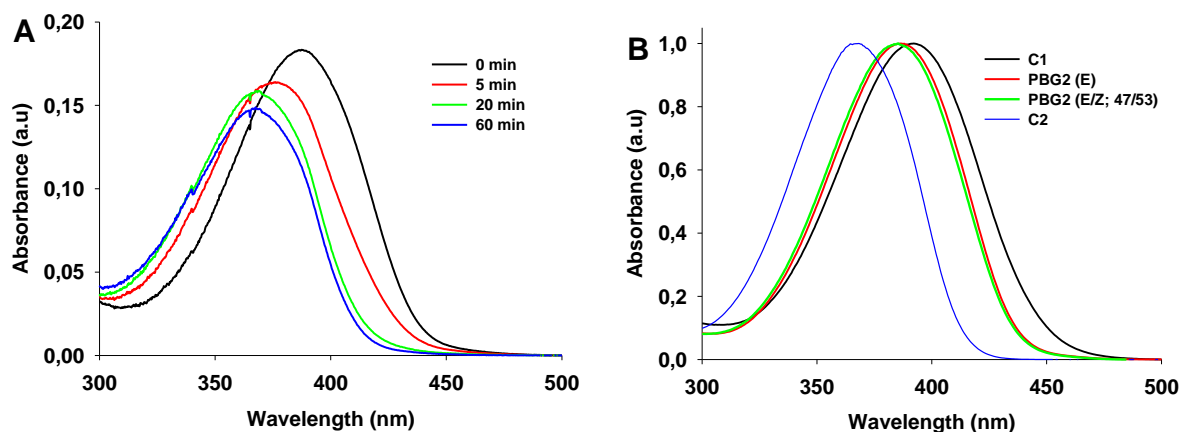 A
0,20
0,15
0,10
0,05
0,00
Absorbance (a.u)
0 min
5 min
20 min
60 min
300
350
400
450
500
Wavelength (nm)
B
1,0
0,8
0,6
0,4
0,2
0,0
Absorbance (a.u)
C1
PBG2 (E)
PBG2 (E/Z; 47/53)
C2
300
350
400
450
500
Wavelength (nm)